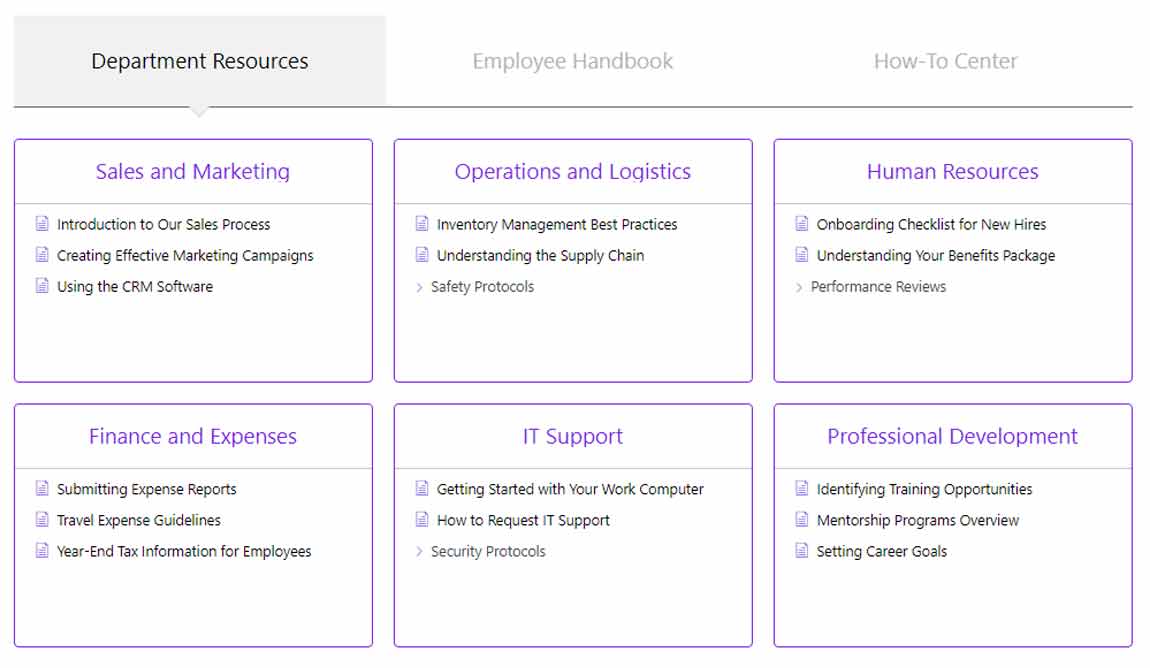 Department Resources
Employee Handbook
How-To Center
Sales and Marketing
Introduction to Our Sales Process
Creating Effective Marketing Campaigns
Using the CRM Software
Operations and Logistics
Inventory Management Best Practices
Understanding the Supply Chain
Safety Protocols
Human Resources
Onboarding Checklist for New Hires
Understanding Your Benefits Package
Performance Reviews
Finance and Expenses
Submitting Expense Reports
Travel Expense Guidelines
Year-End Tax Information for Employees
IT Support
Getting Started with Your Work Computer
How to Request IT Support
Security Protocols
Professional Development
Identifying Training Opportunities
Mentorship Programs Overview
Setting Career Goals